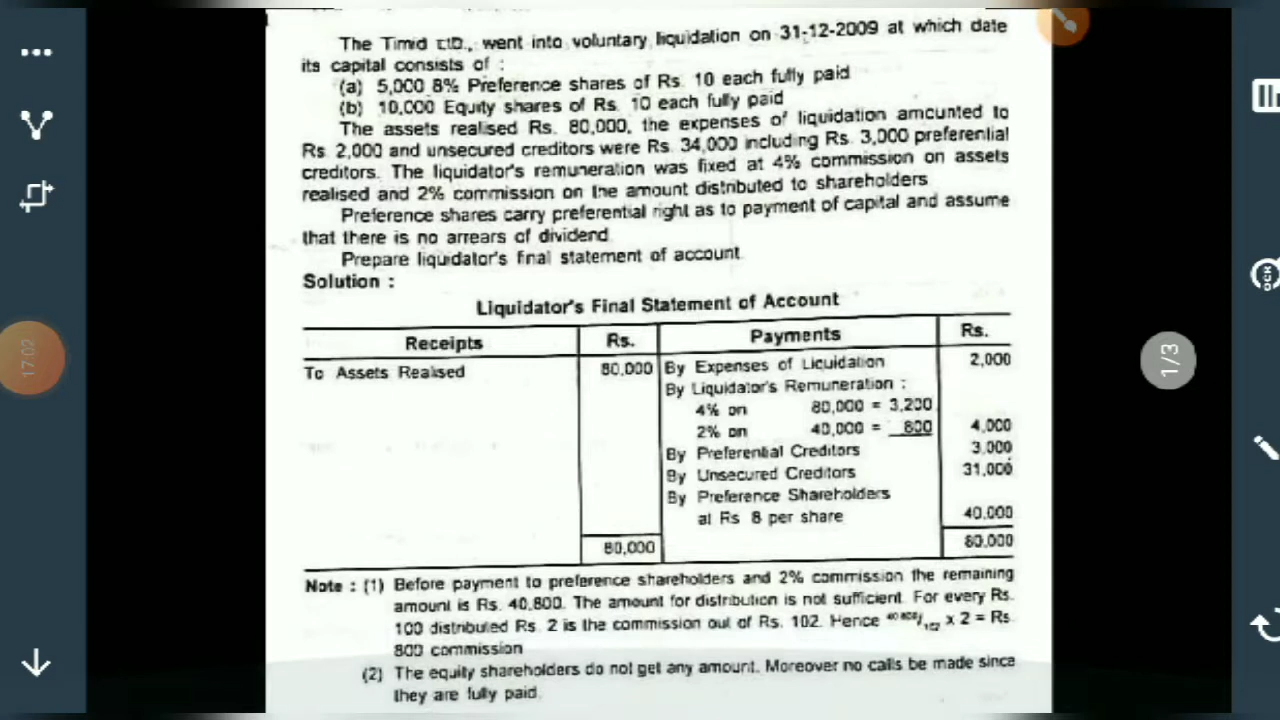 The Timid LtD., went into voluntary liquidation on 31-12-2009 at which date
its capital consists of :
(a) 5,000 8% Preference shares of Rs. 10 each fully paid
(b) 10,000 Equity shares of Rs. 10 each fully paid
The assets realised Rs. 80,000, the expenses of liquidation amounted to
Rs. 2,000 and unsecured creditors were Rs. 34,000 including Rs. 3,000 preferential
creditors. The liquidator's remuneration was fixed at 4% commission on assets
realised and 2% commission on the amount distributed to shareholders
Preference shares carry preferential right as to payment of capital and assume
that there is no arrears of dividend.
Prepare liquidator's final statement of account
Solution :
Liquidator's Final Statement of Account
Receipts Rs. Payments Rs.
To Assets Realised 80,000 By Expenses of Liquidation 2,000
By Liquidator's Remuneration :
4% on 80,000 = 3,200
2% on 40,000 = 800 4,000
By Preferential Creditors 3,000
By Unsecured Creditors 31,000
By Preference Shareholders
at Rs 8 per share 40,000
80,000 80,000
Note : (1) Before payment to preference shareholders and 2% commission the remaining
amount is Rs. 40,800. The amount for distribution is not sufficient. For every Rs.
100 distributed Rs. 2 is the commission out of Rs. 102. Hence 40 800/102 x 2 = Rs
800 commission
(2) The equity shareholders do not get any amount. Moreover no calls be made since
they are fully paid.
17.02
1/3
OCR